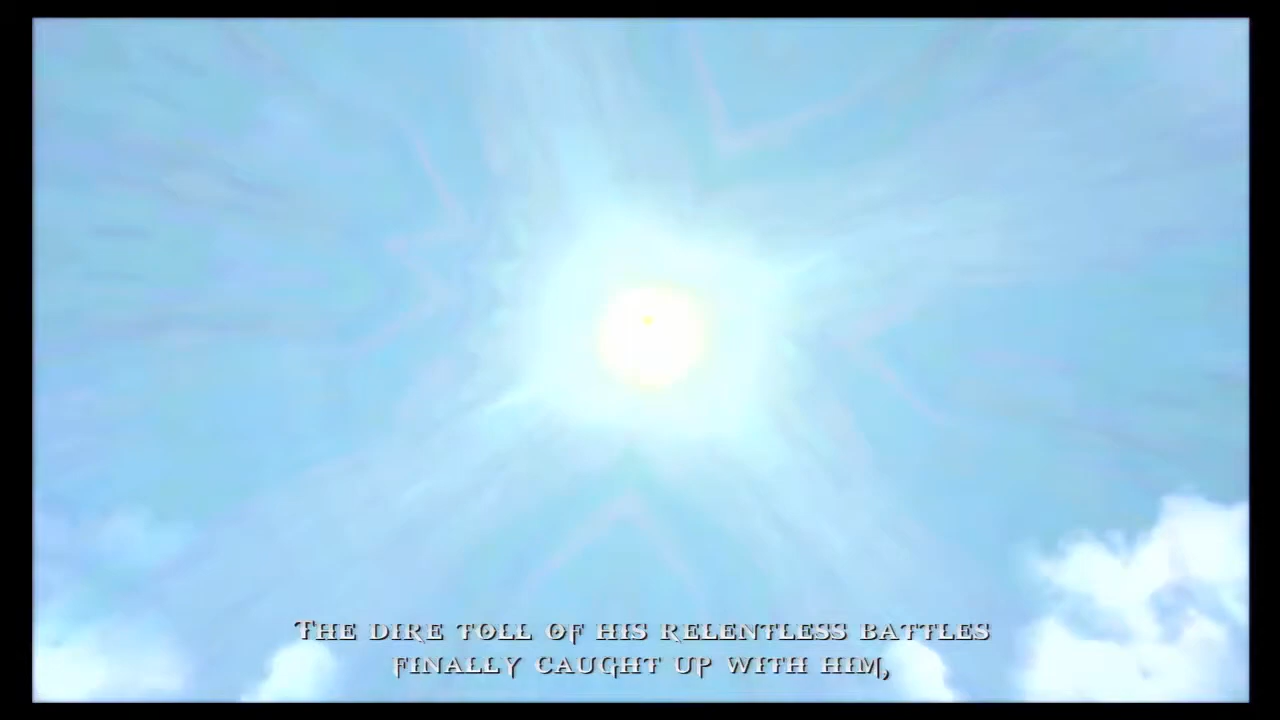 The dire toll of his relentless battles
finally caught up with him,